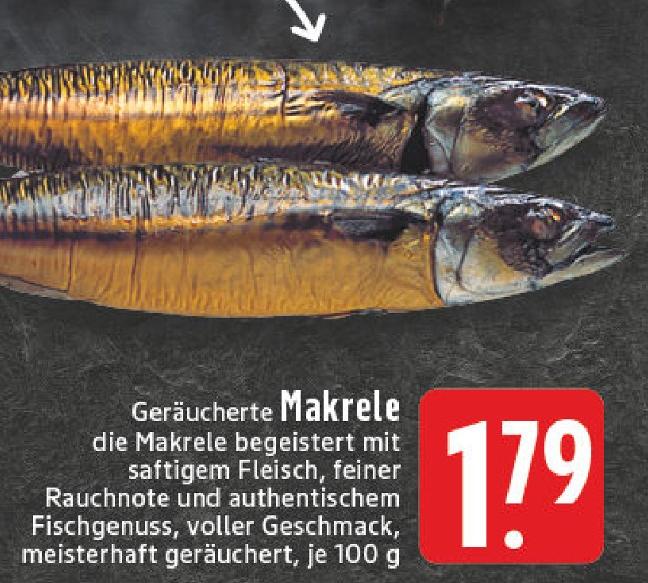 Geräucherte Makrele
die Makrele begeistert mit
saftigem Fleisch, feiner
Rauchnote und authentischem
Fischgenuss, voller Geschmack,
meisterhaft geräuchert, je 100 g
1.79